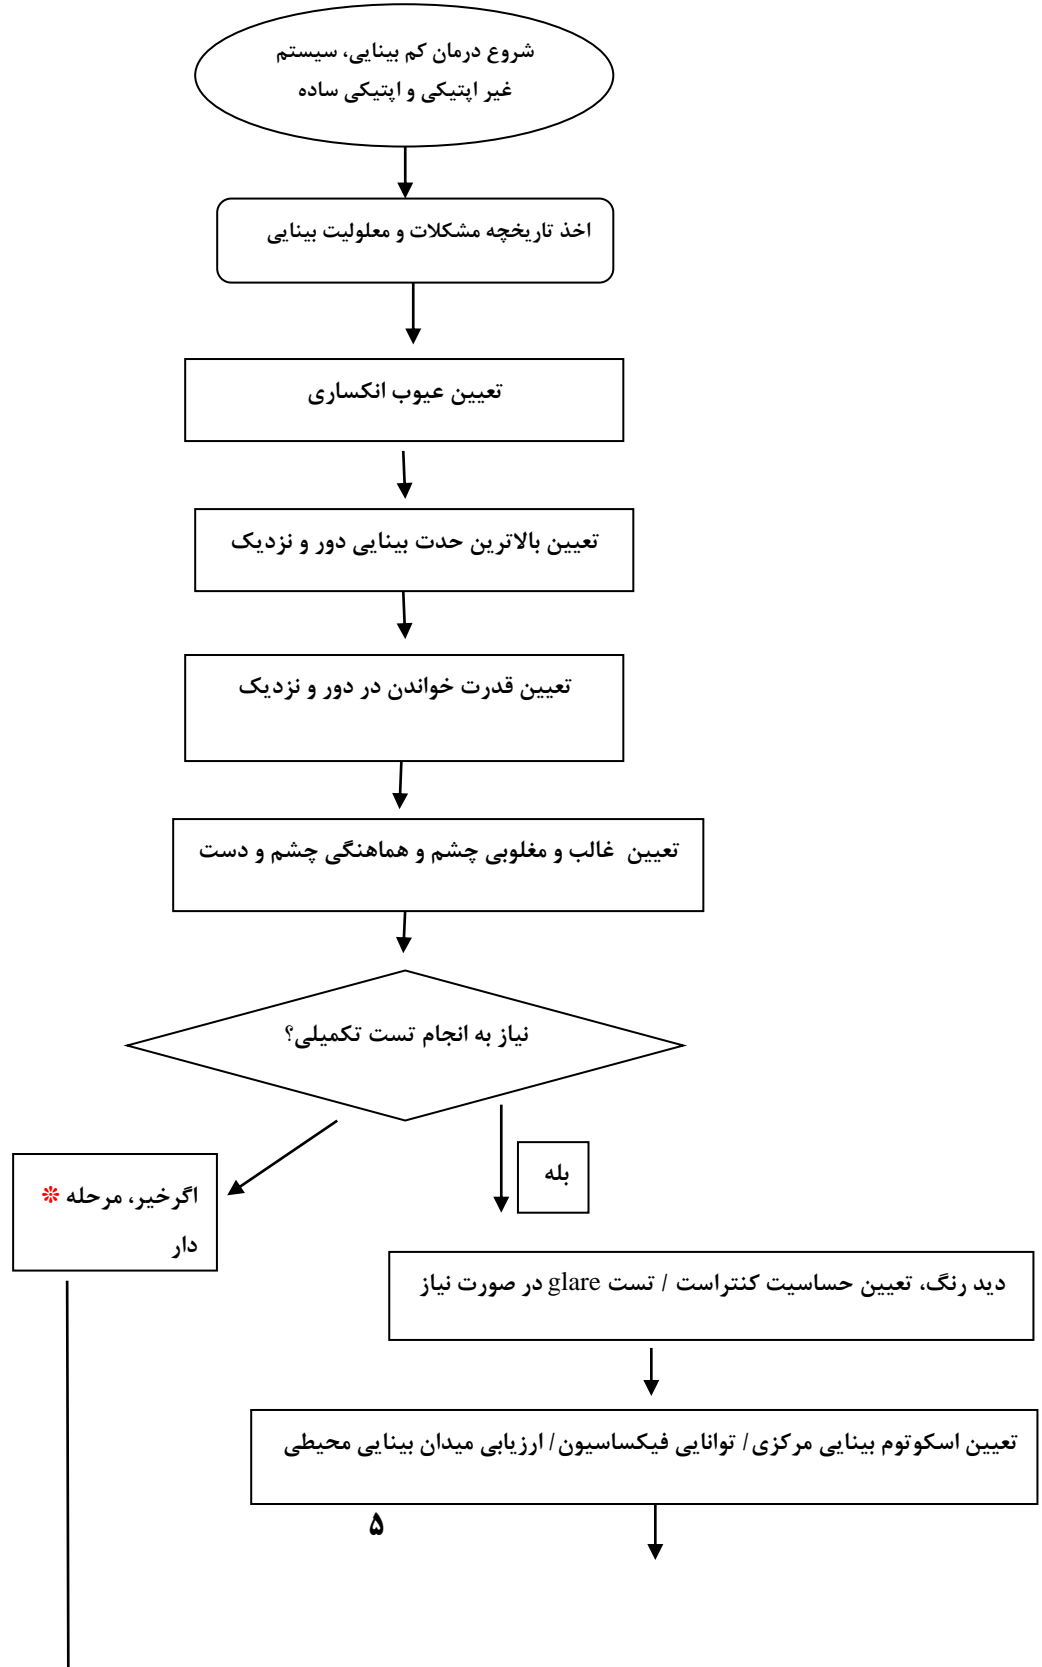 شروع درمان کم بینایی، سیستم
غیر اپتیکی و اپتیکی ساده
اخذ تاریخچه مشکلات و معلولیت بینایی
تعیین عیوب انکساری
تعیین بالاترین حدت بینایی دور و نزدیک
تعیین قدرت خواندن در دور و نزدیک
تعیین غالب و مغلوبی چشم و هماهنگی چشم و دست
نیاز به انجام تست تکمیلی؟
بله
اگرخیر، مرحله ❊
دار
دید رنگ، تعیین حساسیت کنتراست / تست glare در صورت نیاز
تعیین اسکوتوم بینایی مرکزی/ توانایی فیکساسیون/ ارزیابی میدان بینایی محیطی
۵